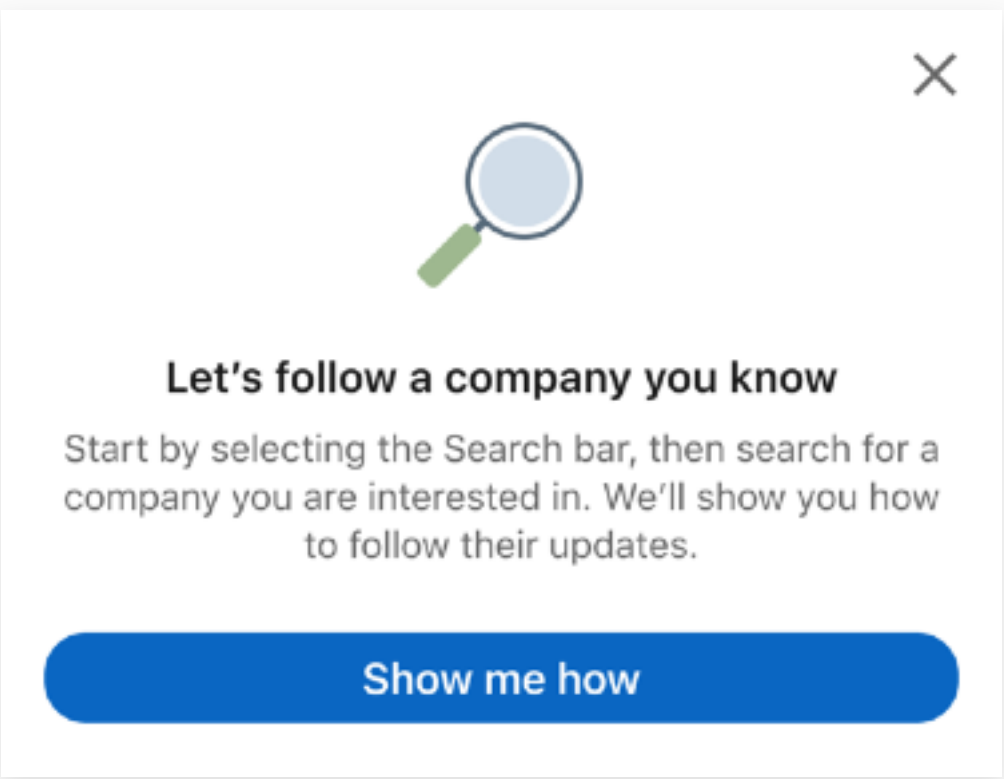 Let’s follow a company you know
Start by selecting the Search bar, then search for a
company you are interested in. We’ll show you how
to follow their updates.
Show me how